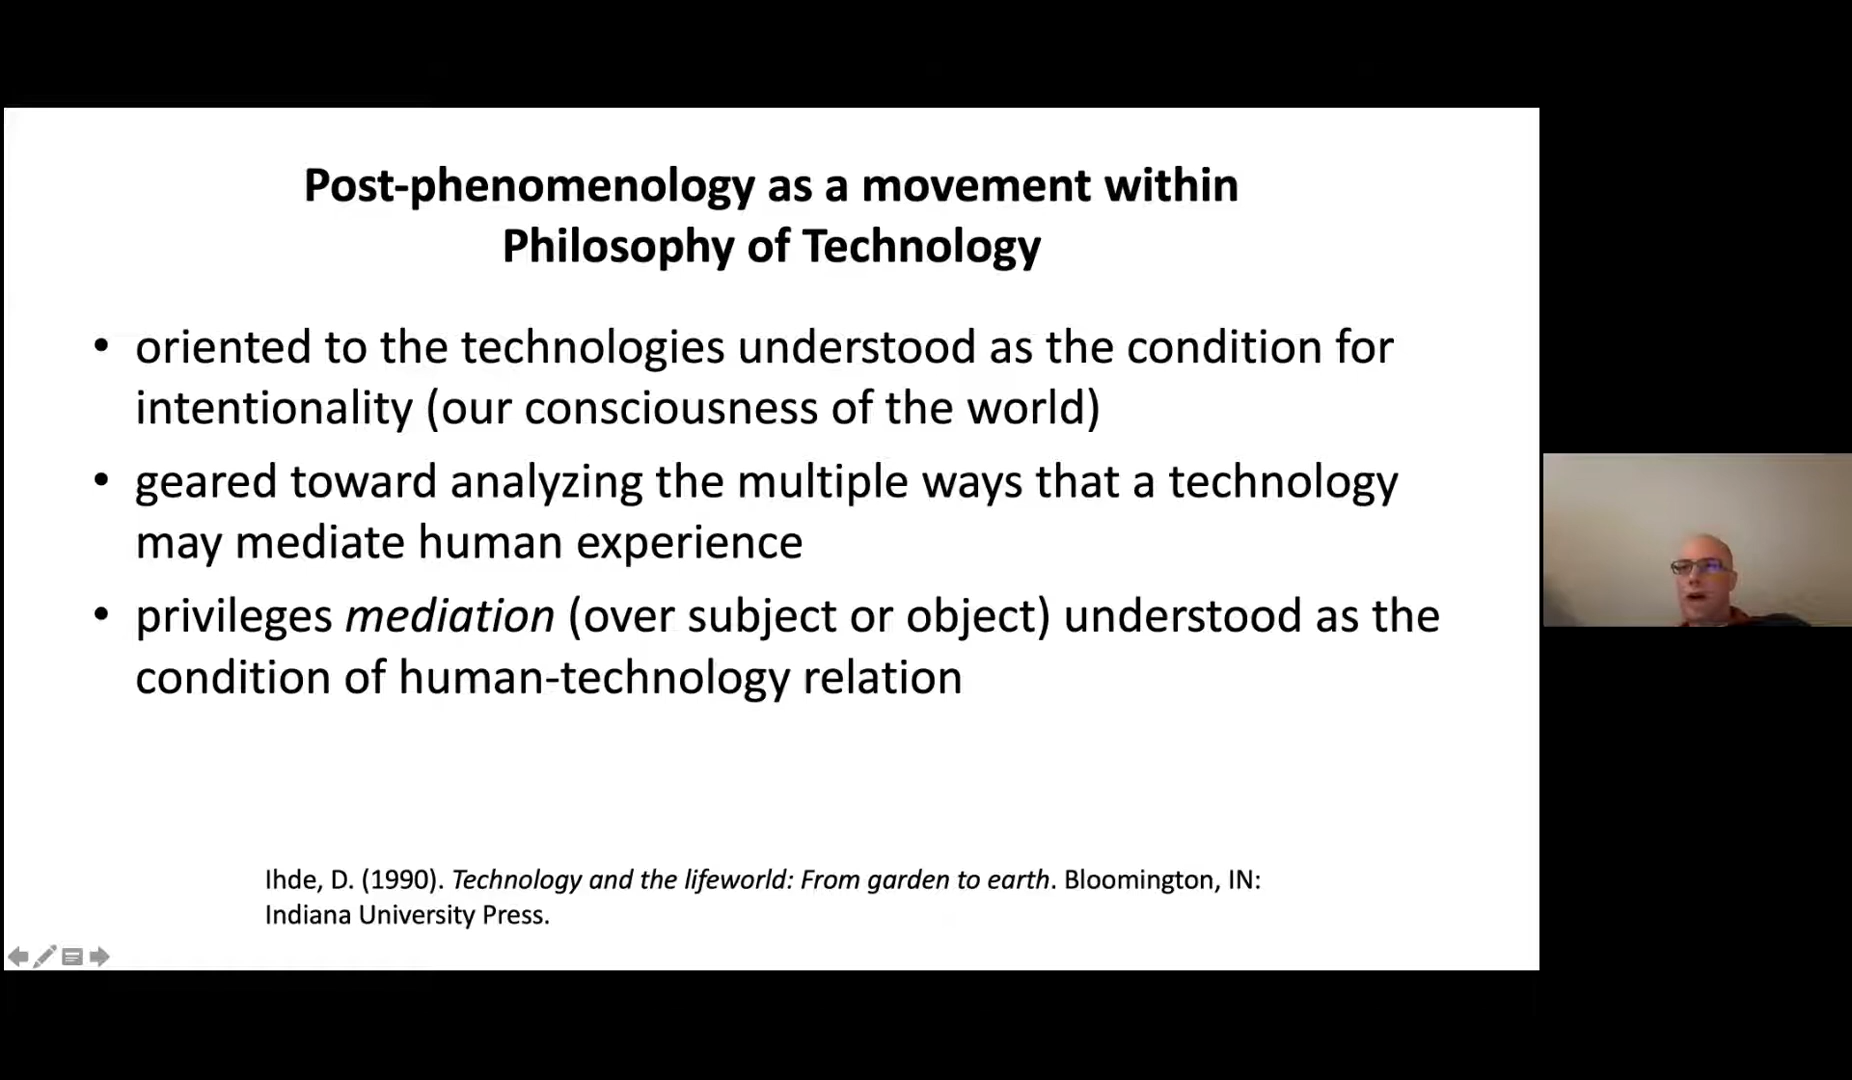 Post-phenomenology as a movement within
Philosophy of Technology
• oriented to the technologies understood as the condition for
intentionality (our consciousness of the world)
• geared toward analyzing the multiple ways that a technology
may mediate human experience
• privileges mediation (over subject or object) understood as the
condition of human-technology relation
Ihde, D. (1990). Technology and the lifeworld: From garden to earth. Bloomington, IN:
Indiana University Press.